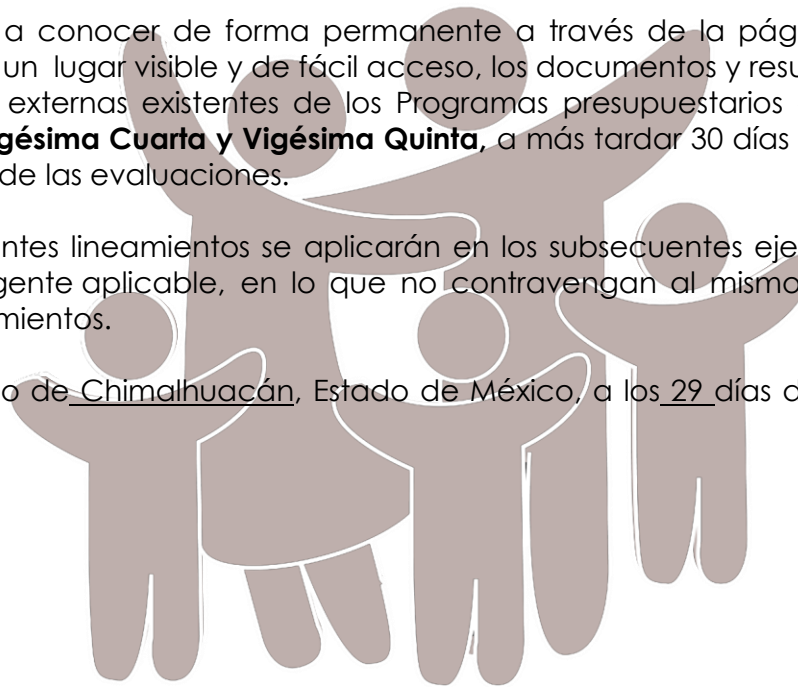 a conocer de forma permanente a través de la pág
un lugar visible y de fácil acceso, los documentos y resu
externas existentes de los Programas presupuestarios
gésima Cuarta y Vigésima Quinta, a más tardar 30 días
de las evaluaciones.
ntes lineamientos se aplicarán en los subsecuentes eje
gente aplicable, en lo que no contravengan al mismo
mientos.
o de Chimalhuacán, Estado de México, a los 29 días d